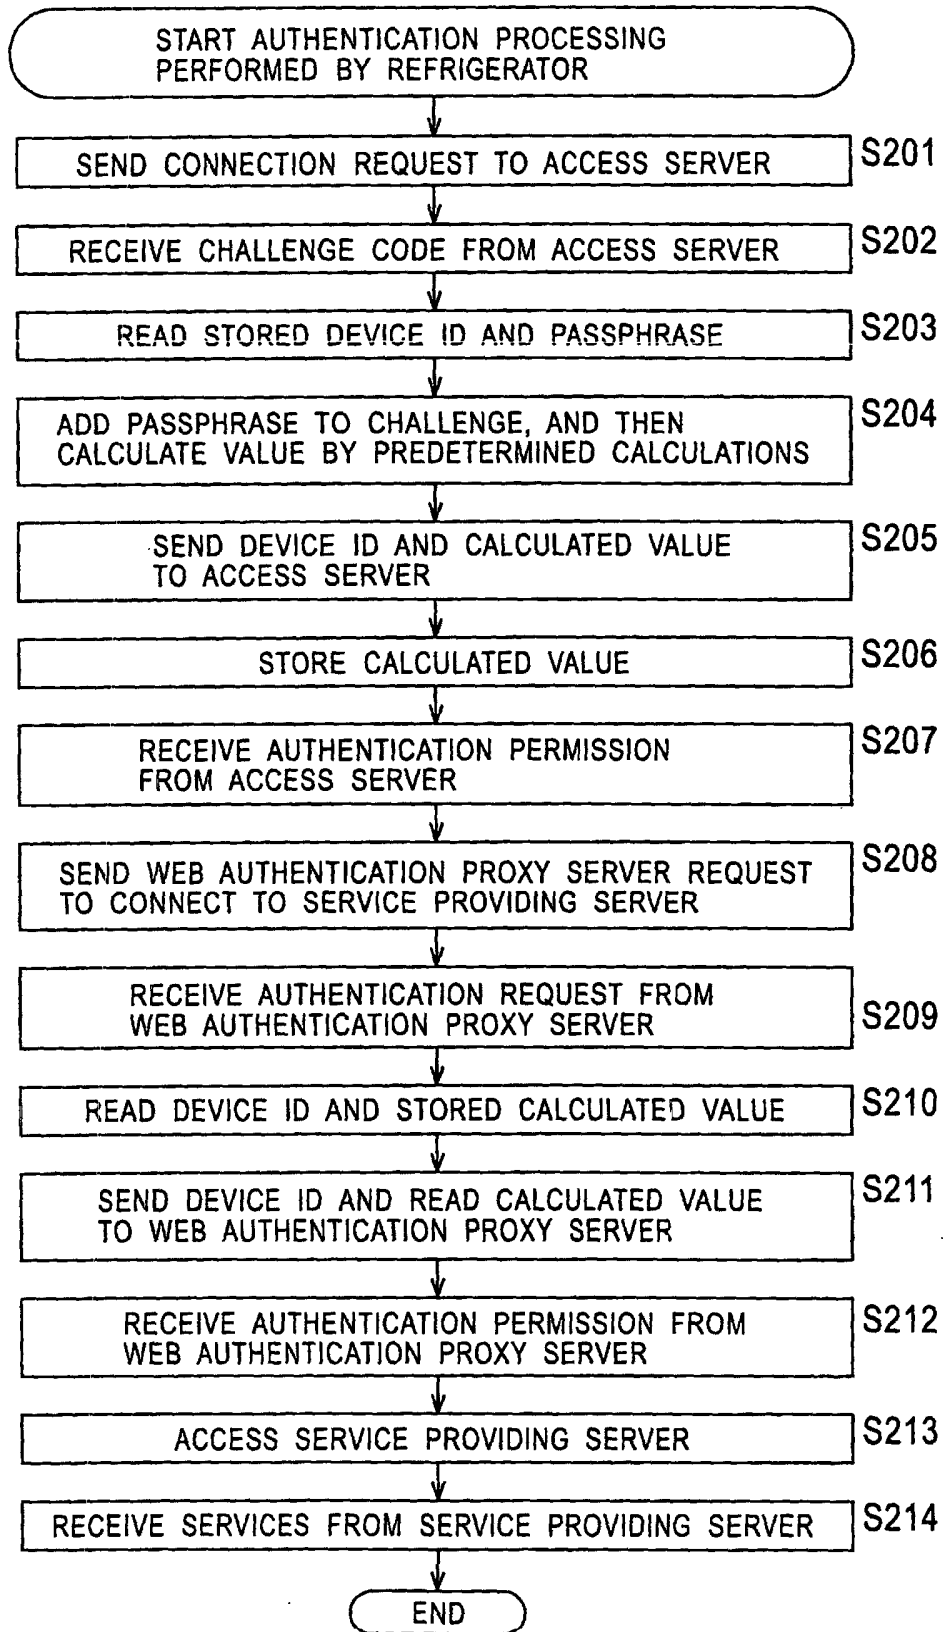 START AUTHENTICATION PROCESSING
PERFORMED BY REFRIGERATOR
SEND CONNECTION REQUEST TO ACCESS SERVER
S201
RECEIVE CHALLENGE CODE FROM ACCESS SERVER
S202
READ STORED DEVICE ID AND PASSPHRASE
S203
ADD PASSPHRASE TO CHALLENGE, AND THEN
CALCULATE VALUE BY PREDETERMINED CALCULATIONS
S204
SEND DEVICE ID AND CALCULATED VALUE
TO ACCESS SERVER
S205
STORE CALCULATED VALUE
S206
RECEIVE AUTHENTICATION PERMISSION
FROM ACCESS SERVER
S207
SEND WEB AUTHENTICATION PROXY SERVER REQUEST
TO CONNECT TO SERVICE PROVIDING SERVER
S208
RECEIVE AUTHENTICATION REQUEST FROM
WEB AUTHENTICATION PROXY SERVER
S209
READ DEVICE ID AND STORED CALCULATED VALUE
S210
SEND DEVICE ID AND READ CALCULATED VALUE
TO WEB AUTHENTICATION PROXY SERVER
S211
RECEIVE AUTHENTICATION PERMISSION FROM
WEB AUTHENTICATION PROXY SERVER
S212
ACCESS SERVICE PROVIDING SERVER
S213
RECEIVE SERVICES FROM SERVICE PROVIDING SERVER
S214
END